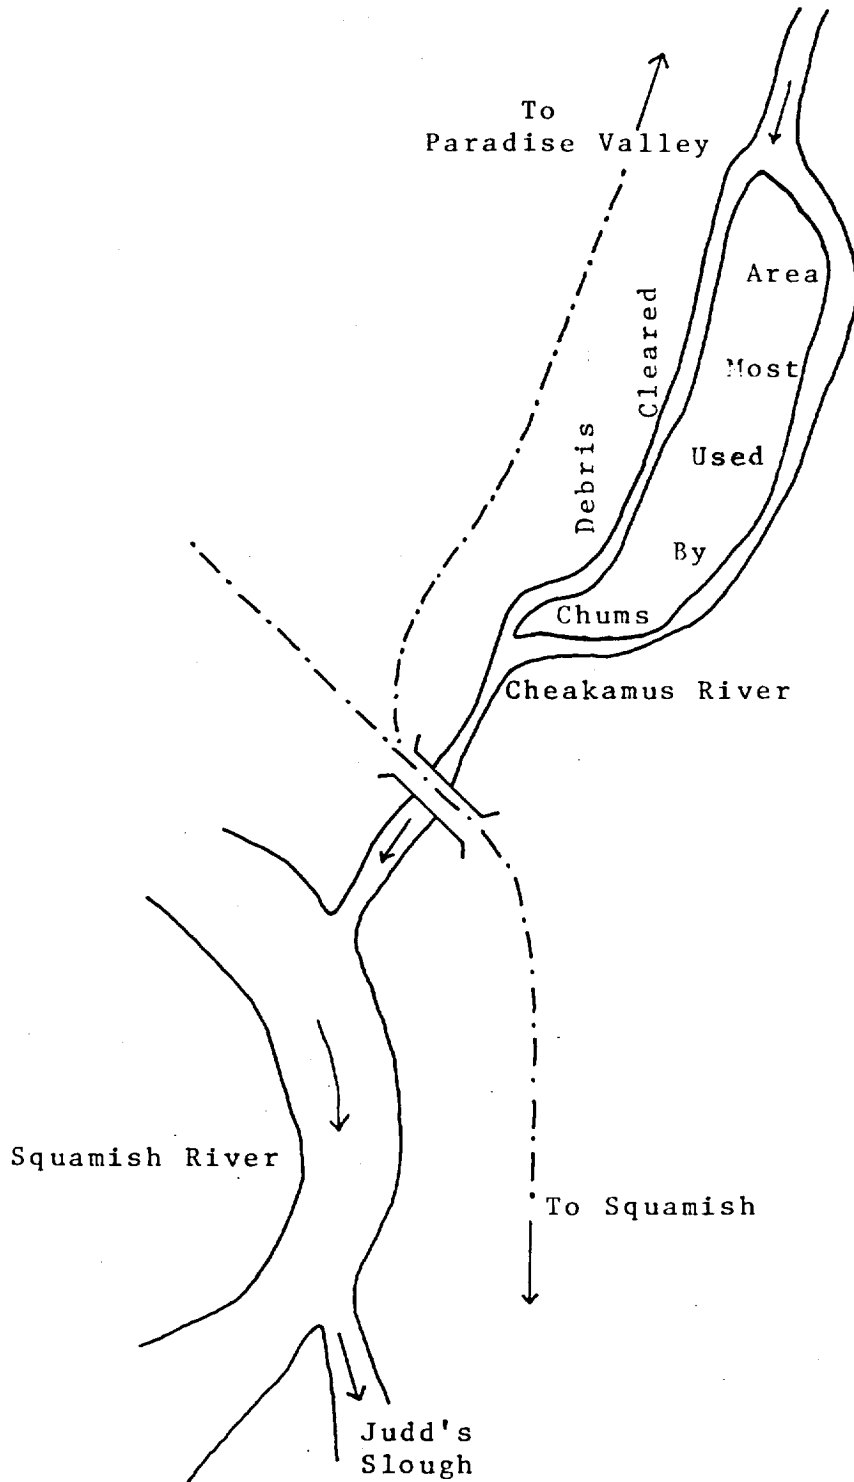 To
Paradise Valley
Area
Most
Used
By
Chums
Debris Cleared
Cheakamus River
Squamish River
To Squamish
Judd's
Slough